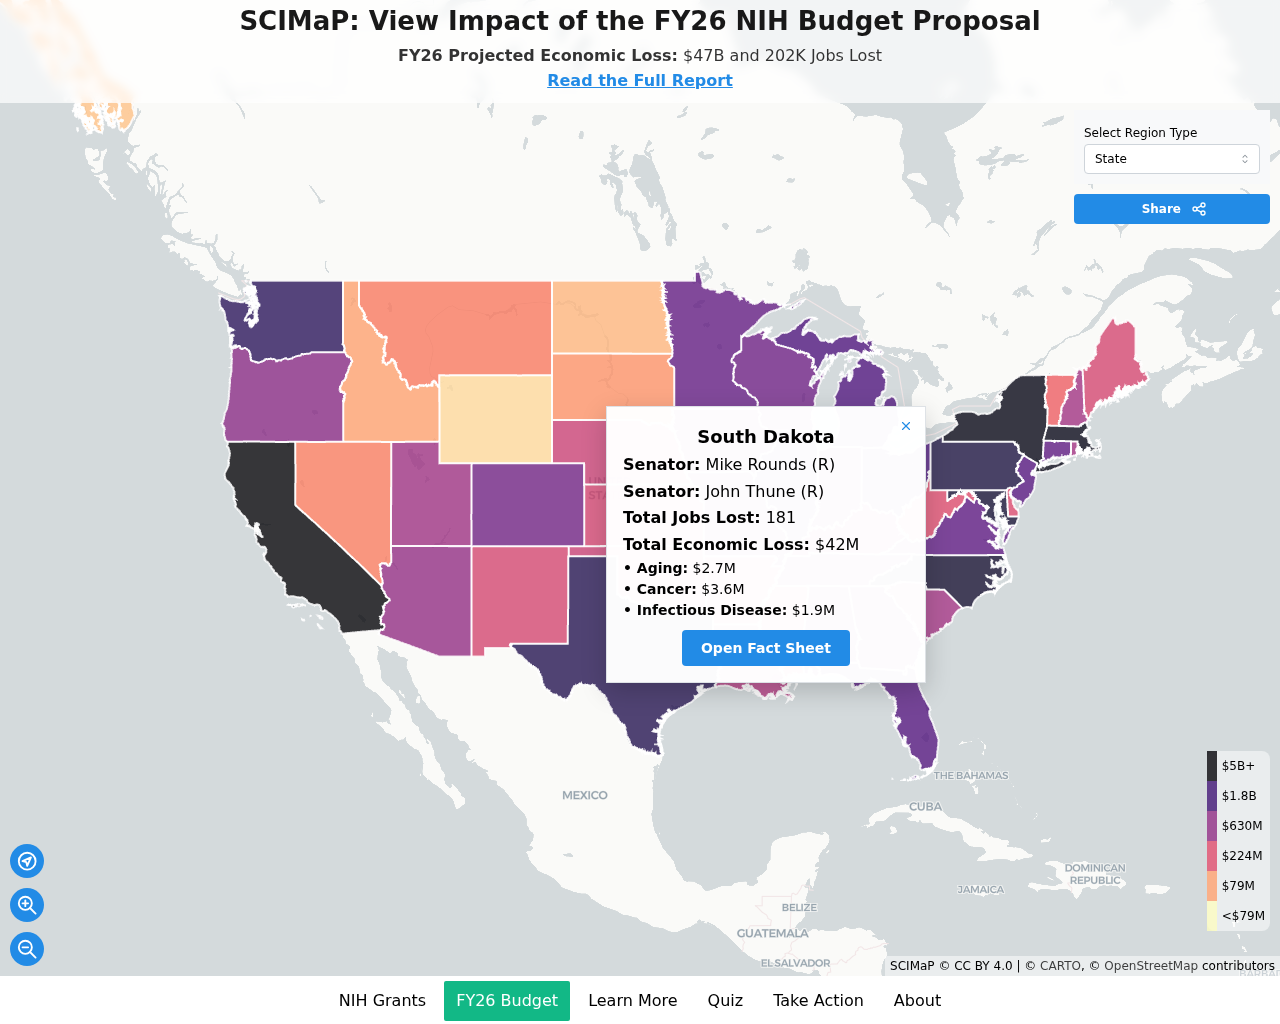 SCIMaP: View Impact of the FY26 NIH Budget Proposal
FY26 Projected Economic Loss: $47B and 202K Jobs Lost
Read the Full Report
Select Region Type
State
Share
South Dakota
Senator: Mike Rounds (R)
Senator: John Thune (R)
Total Jobs Lost: 181
Total Economic Loss: $42M
• Aging: $2.7M
• Cancer: $3.6M
• Infectious Disease: $1.9M
Open Fact Sheet
MEXICO
THE BAHAMAS
CUBA
DOMINICAN
REPUBLIC
JAMAICA
BELIZE
GUATEMALA
EL SALVADOR
$5B+
$1.8B
$630M
$224M
$79M
<$79M
SCIMaP © CC BY 4.0 | © CARTO, © OpenStreetMap contributors
NIH Grants
FY26 Budget
Learn More
Quiz
Take Action
About